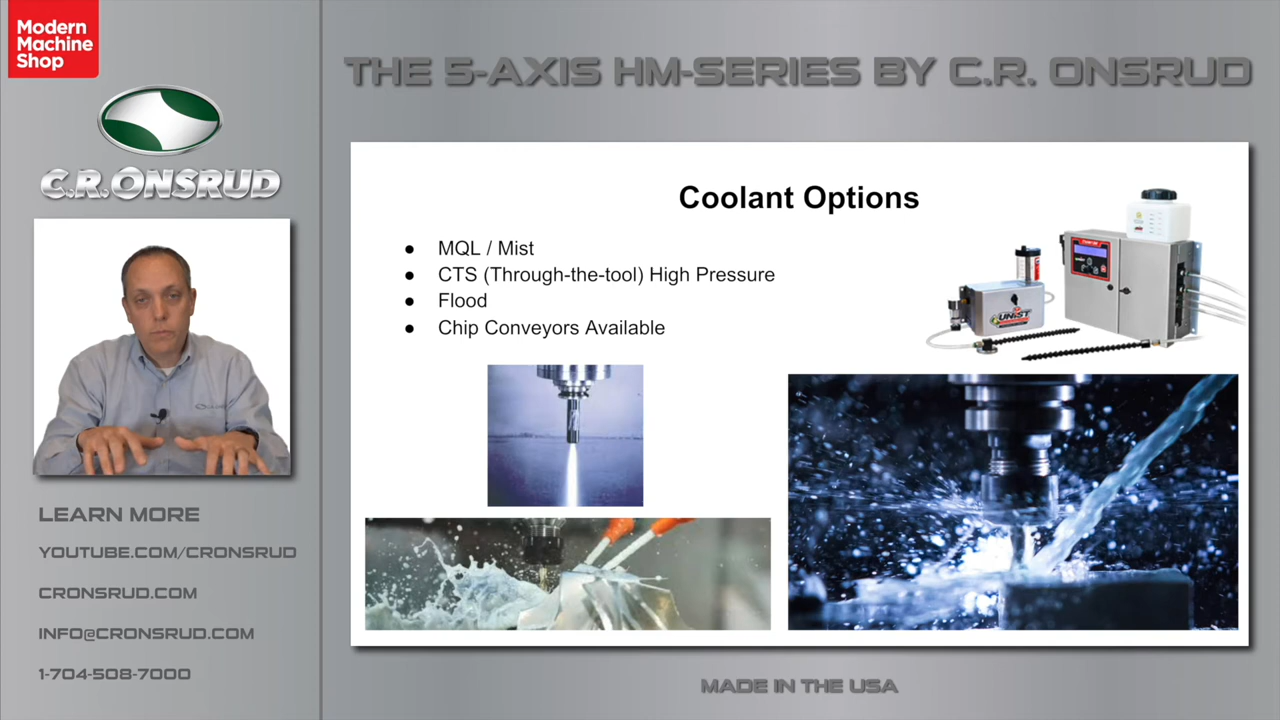 Modern
Machine
Shop
THE 5-AXIS HM-SERIES BY C.R. ONSRUD
C.R.ONSRUD
Coolant Options
● MQL / Mist
● CTS (Through-the-tool) High Pressure
● Flood
● Chip Conveyors Available
UNIST
LEARN MORE
YOUTUBE.COM/CRONSRUD
CRONSRUD.COM
INFO@CRONSRUD.COM
1-704-508-7000
MADE IN THE USA